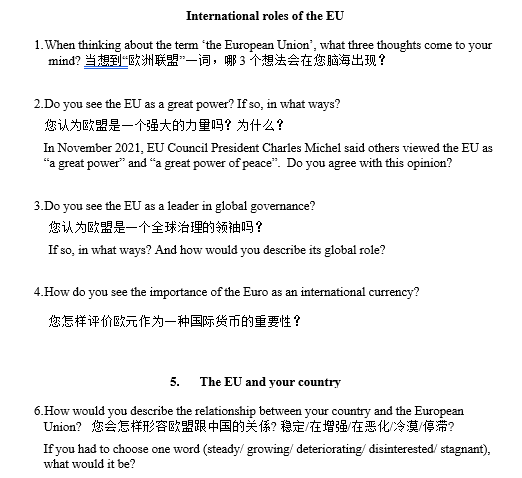 International roles of the EU
1.When thinking about the term ‘the European Union’, what three thoughts come to your
mind? 当想到“欧洲联盟”一词，哪 3 个想法会在您脑海出现？
2.Do you see the EU as a great power? If so, in what ways?
您认为欧盟是一个强大的力量吗？为什么？
In November 2021, EU Council President Charles Michel said others viewed the EU as
“a great power” and “a great power of peace”.  Do you agree with this opinion?
3.Do you see the EU as a leader in global governance?
您认为欧盟是一个全球治理的领袖吗？
If so, in what ways? And how would you describe its global role?
4.How do you see the importance of the Euro as an international currency?
您怎样评价欧元作为一种国际货币的重要性？
5. The EU and your country
6.How would you describe the relationship between your country and the European
Union? 您会怎样形容欧盟跟中国的关係? 稳定/在增强/在恶化/冷漠/停滞?
If you had to choose one word (steady/ growing/ deteriorating/ disinterested/ stagnant),
what would it be?